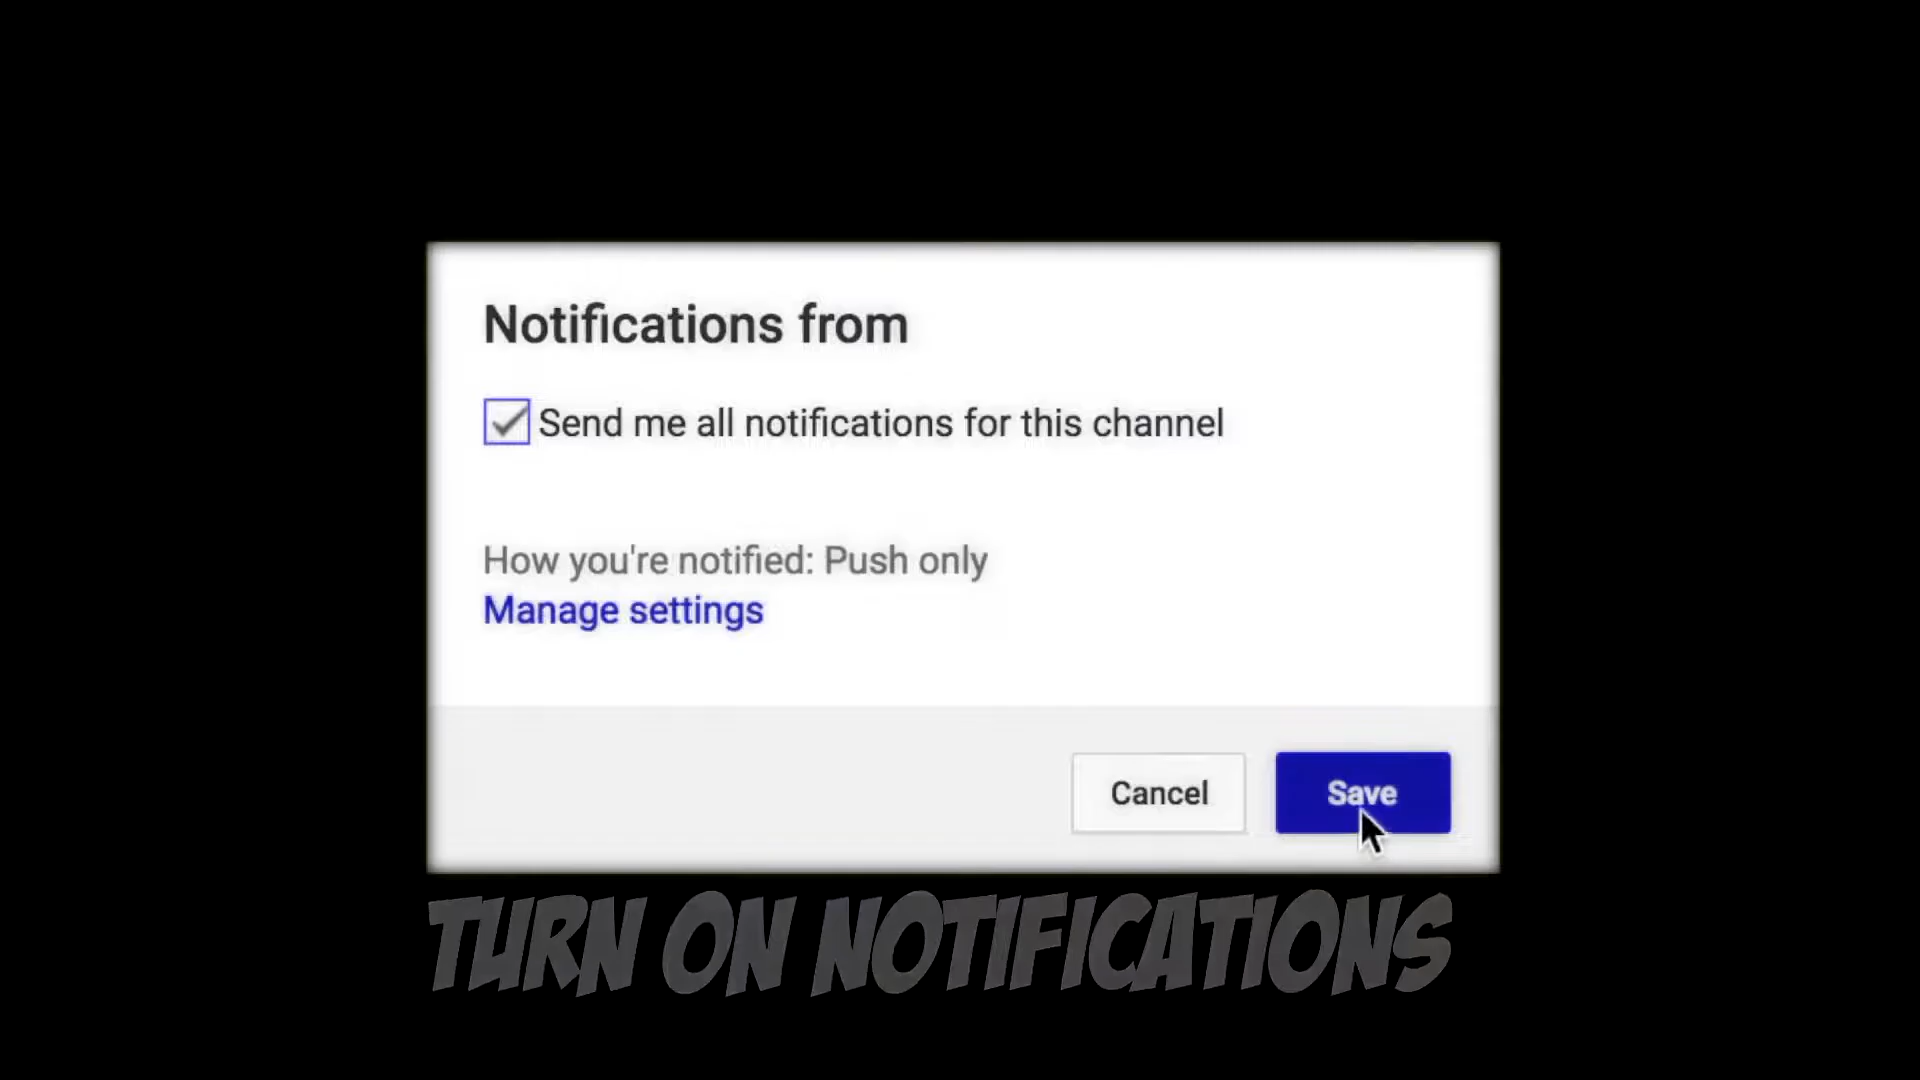 Notifications from
Send me all notifications for this channel
How you're notified: Push only
Manage settings
Cancel
Save
TURN ON NOTIFICATIONS